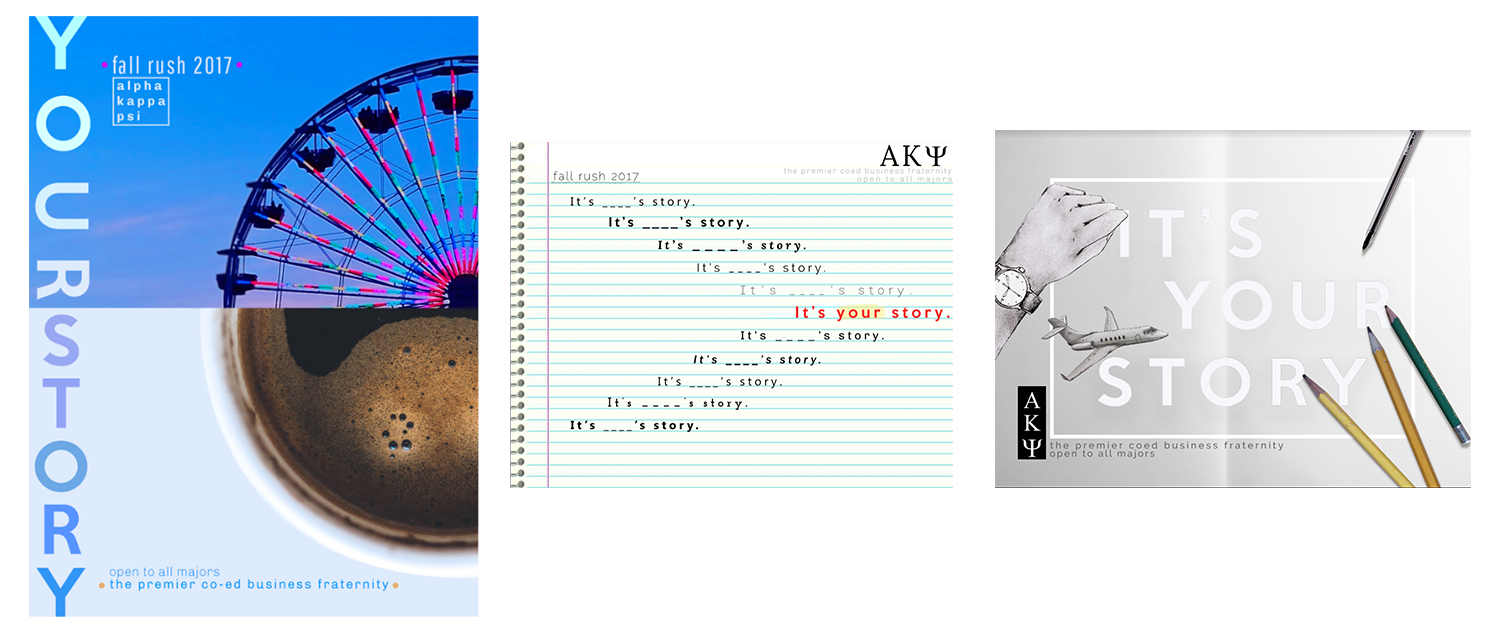 YOUR STORY
fall rush 2017
alpha
kappa
psi
open to all majors
the premier co-ed business fraternity
ΑΚΨ
the premier coed business fraternity
open to all majors
fall rush 2017
It's ____'s story.
It's ____'s story.
It's ____'s story.
It's ____'s story.
It's ____'s story.
It's your story.
It's ____'s story.
It's ____'s story.
It's ____'s story.
It's ____'s story.
It's ____'s story.
IT'S
YOUR
STORY
Α
Κ
Ψ
the premier coed business fraternity
open to all majors